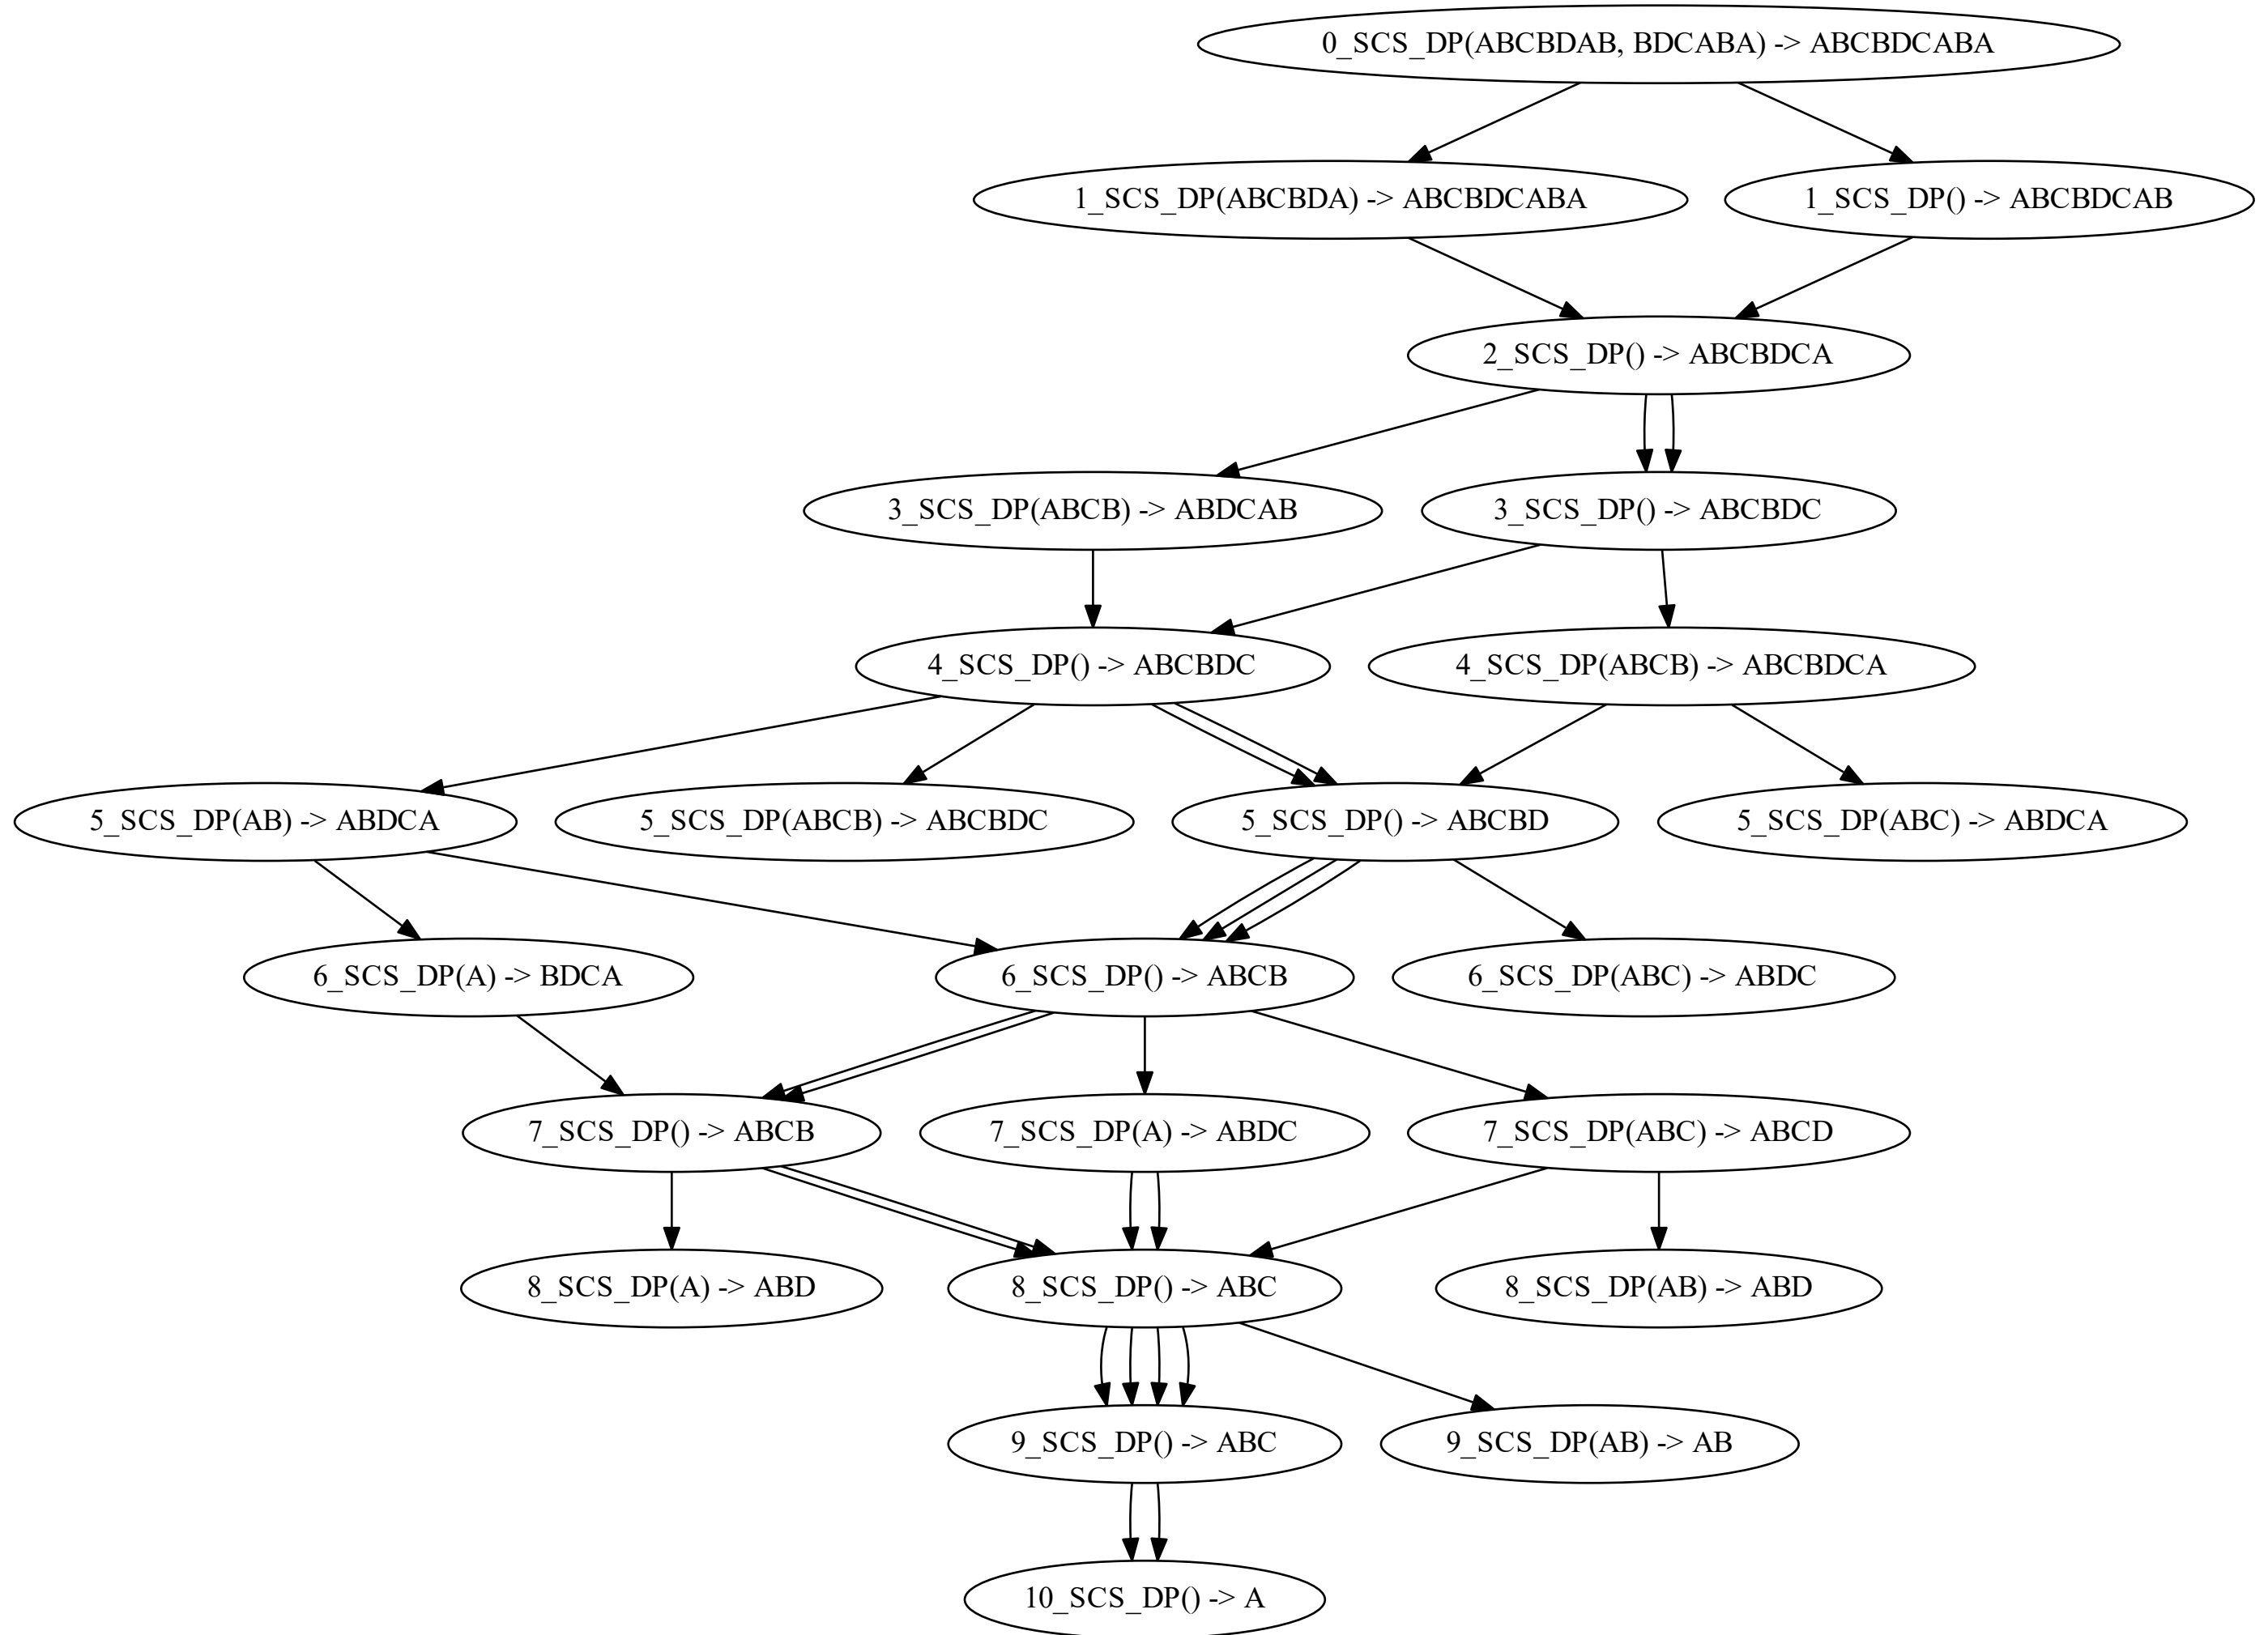 0_SCS_DP(ABCBDAB, BDCABA) -> ABCBDCABA
1_SCS_DP(ABCBDA) -> ABCBDCABA
1_SCS_DP() -> ABCBDCAB
2_SCS_DP() -> ABCBDCA
3_SCS_DP(ABCB) -> ABDCAB
3_SCS_DP() -> ABCBDC
4_SCS_DP() -> ABCBDC
4_SCS_DP(ABCB) -> ABCBDCA
5_SCS_DP(AB) -> ABDCA
5_SCS_DP(ABCB) -> ABCBDC
5_SCS_DP() -> ABCBD
5_SCS_DP(ABC) -> ABDCA
6_SCS_DP(A) -> BDCA
6_SCS_DP() -> ABCB
6_SCS_DP(ABC) -> ABDC
7_SCS_DP() -> ABCB
7_SCS_DP(A) -> ABDC
7_SCS_DP(ABC) -> ABCD
8_SCS_DP(A) -> ABD
8_SCS_DP() -> ABC
8_SCS_DP(AB) -> ABD
9_SCS_DP() -> ABC
9_SCS_DP(AB) -> AB
10_SCS_DP() -> A